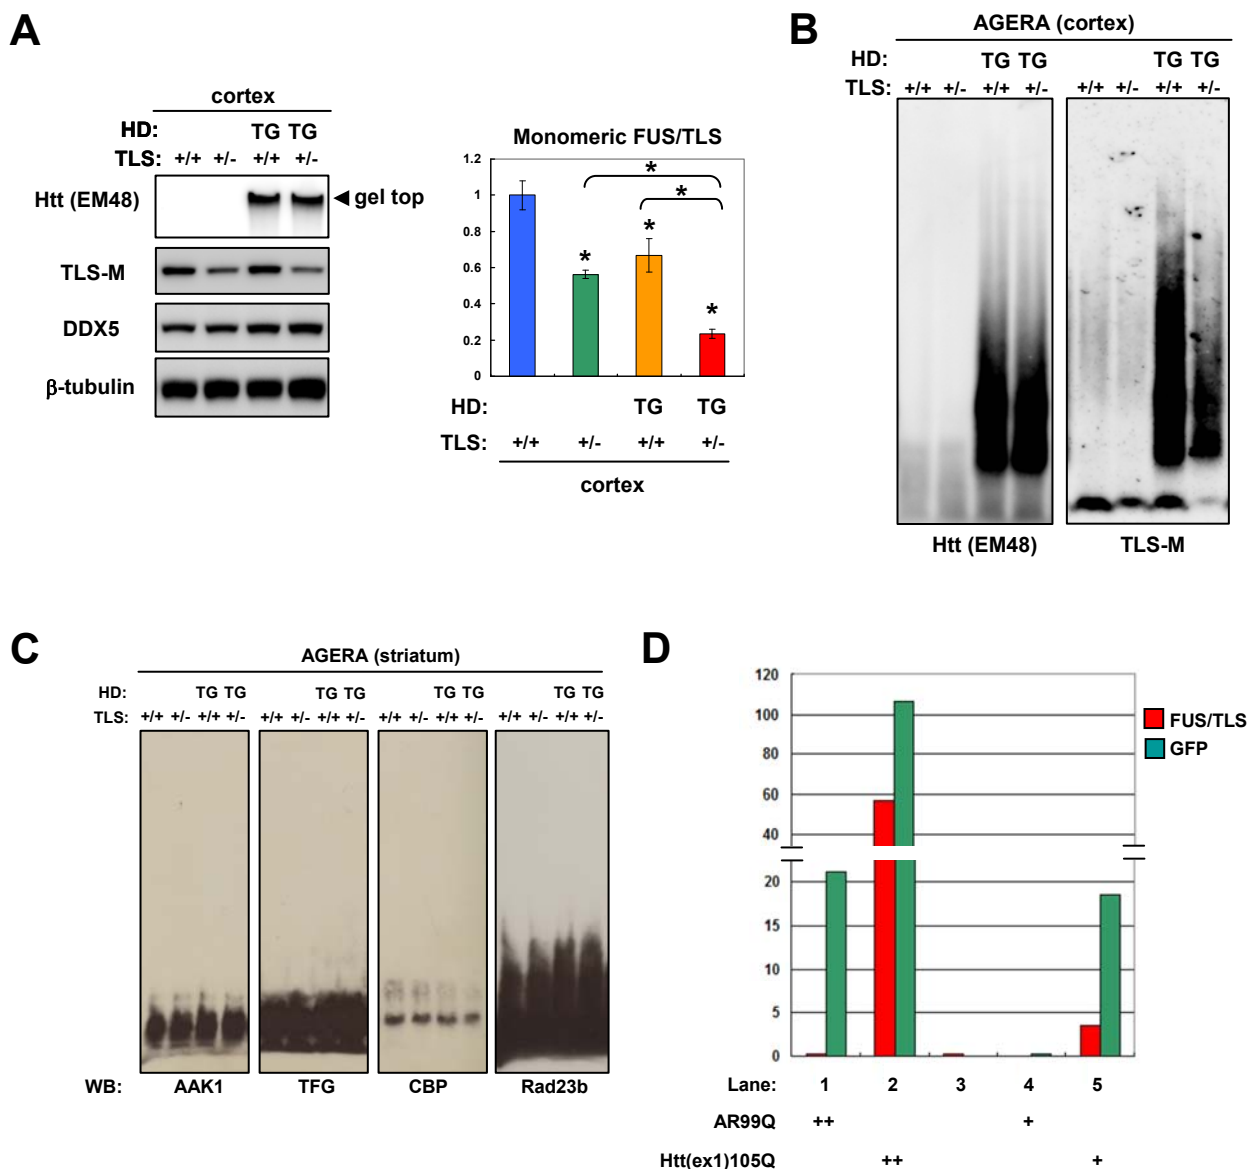 A
cortex
HD: TG TG
TLS: +/+ +/- +/+ +/-
Htt (EM48)
gel top
TLS-M
DDX5
β-tubulin
Monomeric FUS/TLS
1.2
1
0.8
0.6
0.4
0.2
0
* * * * *
HD: TG TG
TLS: +/+ +/- +/+ +/-
cortex
B
AGERA (cortex)
HD: TG TG TG TG
TLS: +/+ +/- +/+ +/- +/+ +/- +/+ +/-
Htt (EM48) TLS-M
C
AGERA (striatum)
HD: TG TG TG TG TG TG TG TG
TLS: +/+ +/- +/+ +/- +/+ +/- +/+ +/- +/+ +/- +/+ +/- +/+ +/- +/+ +/-
WB: AAK1 TFG CBP Rad23b
D
120
100
80
60
40
20
15
10
5
0
FUS/TLS
GFP
Lane: 1 2 3 4 5
AR99Q ++ +
Htt(ex1)105Q ++ +